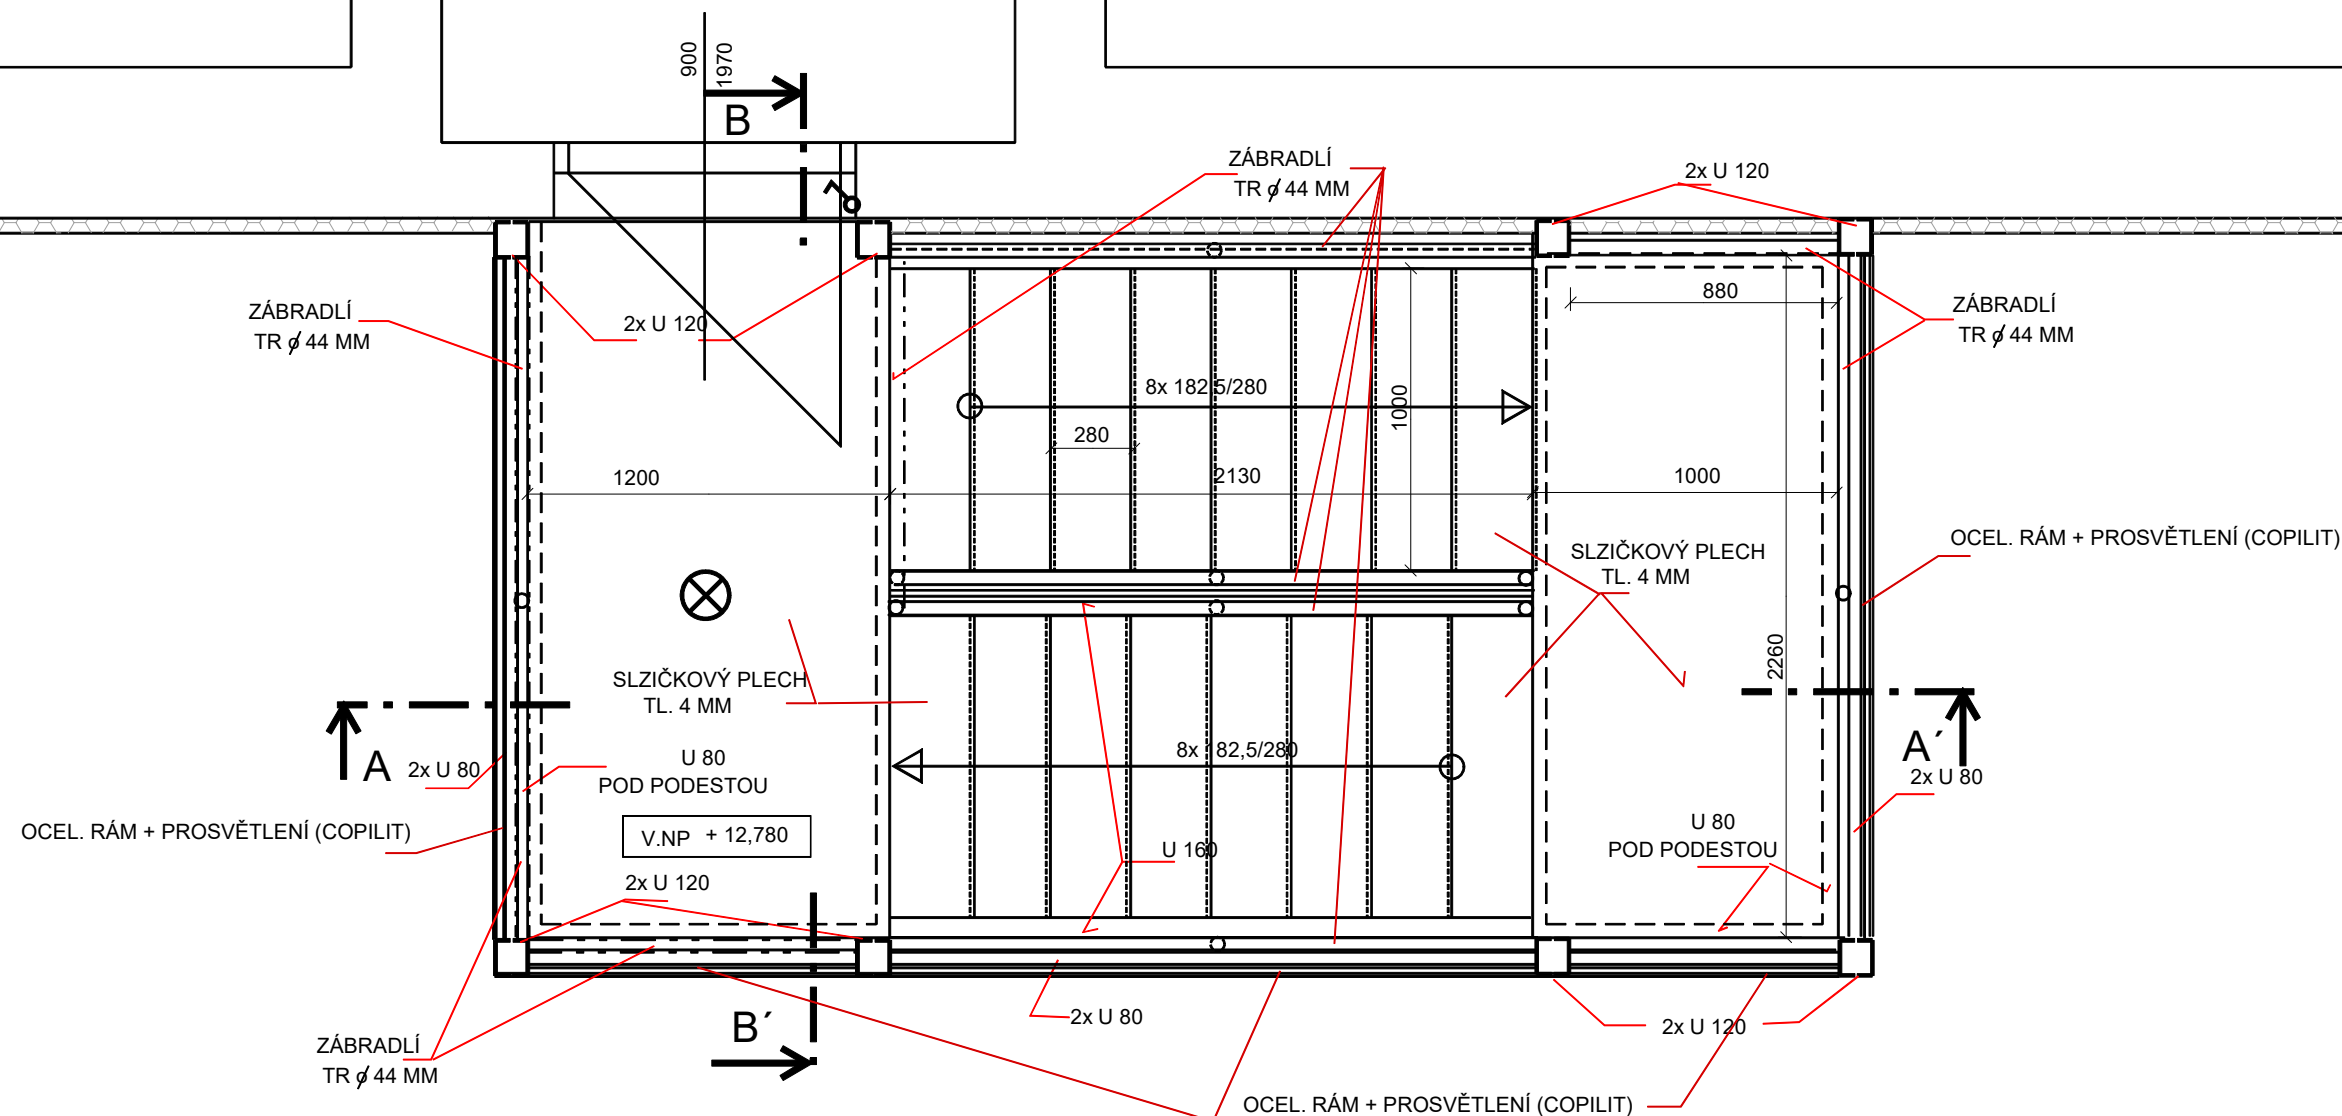 900
1970
B
ZÁBRADLÍ
TR ø 44 MM
2x U 120
ZÁBRADLÍ
TR ø 44 MM
2x U 120
880
ZÁBRADLÍ
TR ø 44 MM
8x 182,5/280
1000
280
1200
2130
1000
OCEL. RÁM + PROSVĚTLENÍ (COPILIT)
SLZIČKOVÝ PLECH
TL. 4 MM
2260
SLZIČKOVÝ PLECH
TL. 4 MM
A
2x U 80
U 80
POD PODESTOU
8x 182,5/280
A´
2x U 80
OCEL. RÁM + PROSVĚTLENÍ (COPILIT)
V.NP + 12,780
U 160
U 80
POD PODESTOU
2x U 120
B´
2x U 80
2x U 120
ZÁBRADLÍ
TR ø 44 MM
OCEL. RÁM + PROSVĚTLENÍ (COPILIT)